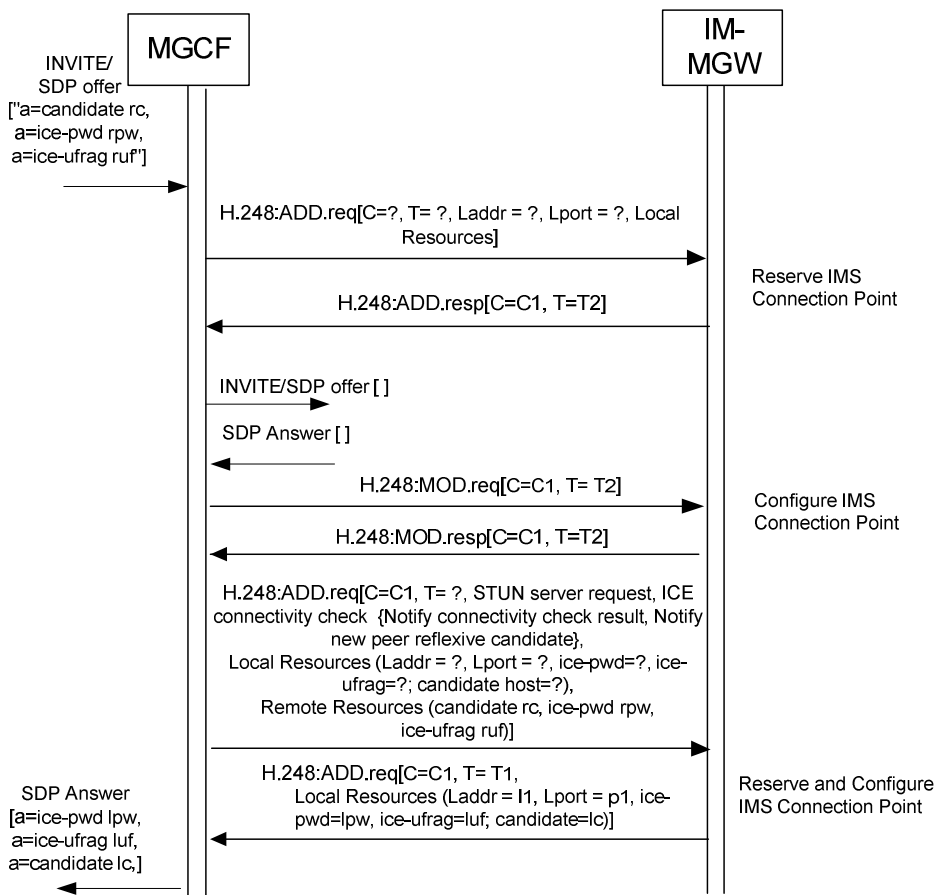 MGCF
IM-
MGW
INVITE/
SDP offer
["a=candidate rc,
a=ice-pwd rpw,
a=ice-ufrag ruf"]
H.248:ADD.req[C=?, T= ?, Laddr = ?, Lport = ?, Local
Resources]
Reserve IMS
Connection Point
H.248:ADD.resp[C=C1, T=T2]
INVITE/SDP offer [ ]
SDP Answer [ ]
H.248:MOD.req[C=C1, T= T2]
Configure IMS
Connection Point
H.248:MOD.resp[C=C1, T=T2]
H.248:ADD.req[C=C1, T= ?, STUN server request, ICE
connectivity check {Notify connectivity check result, Notify
new peer reflexive candidate},
Local Resources (Laddr = ?, Lport = ?, ice-pwd=?, ice-
ufrag=?; candidate host=?),
Remote Resources (candidate rc, ice-pwd rpw,
ice-ufrag ruf)]
H.248:ADD.req[C=C1, T= T1,
Local Resources (Laddr = l1, Lport = p1, ice-
pwd=lpw, ice-ufrag=luf; candidate=lc)]
Reserve and Configure
IMS Connection Point
SDP Answer
[a=ice-pwd lpw,
a=ice-ufrag luf,
a=candidate lc,]